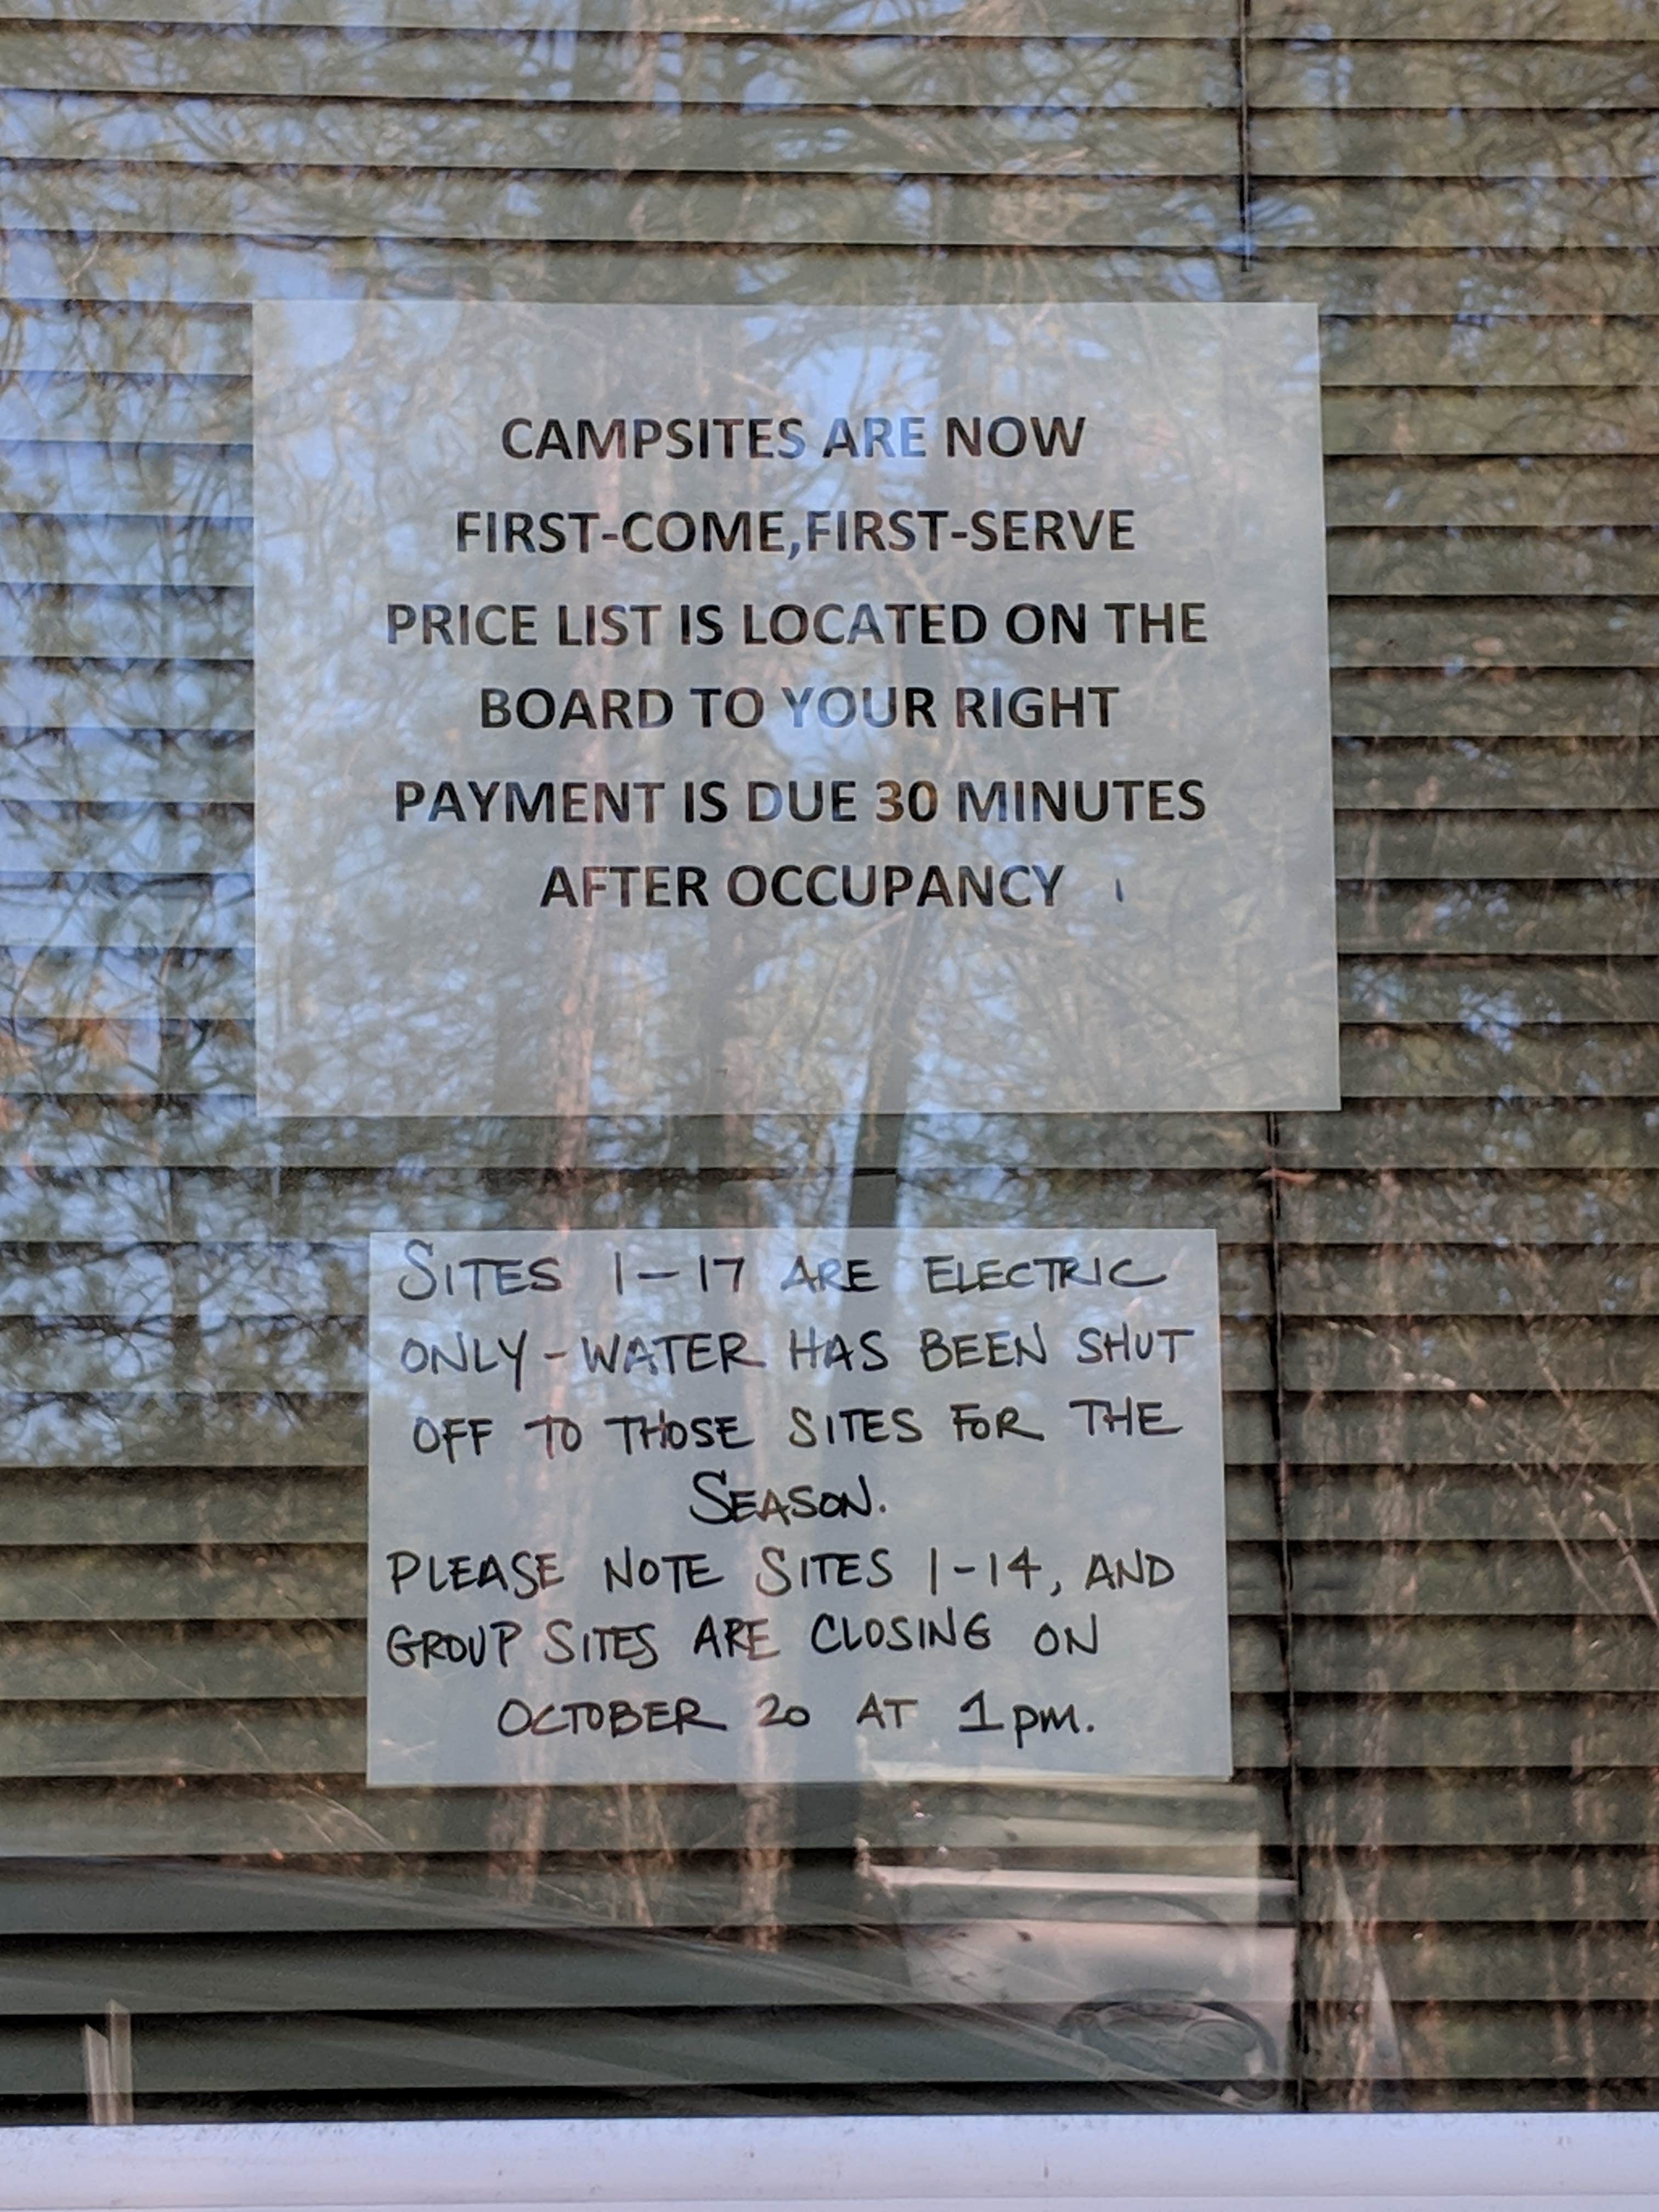 CAMPSITES ARE NOW
FIRST-COME,FIRST-SERVE
PRICE LIST IS LOCATED ON THE
BOARD TO YOUR RIGHT
PAYMENT IS DUE 30 MINUTES
AFTER OCCUPANCY
SITES 1-17 ARE ELECTRIC
ONLY - WATER HAS BEEN SHUT
OFF TO THOSE SITES FOR THE
SEASON.
PLEASE NOTE SITES 1-14, AND
GROUP SITES ARE CLOSING ON
OCTOBER 20 AT 1pm.